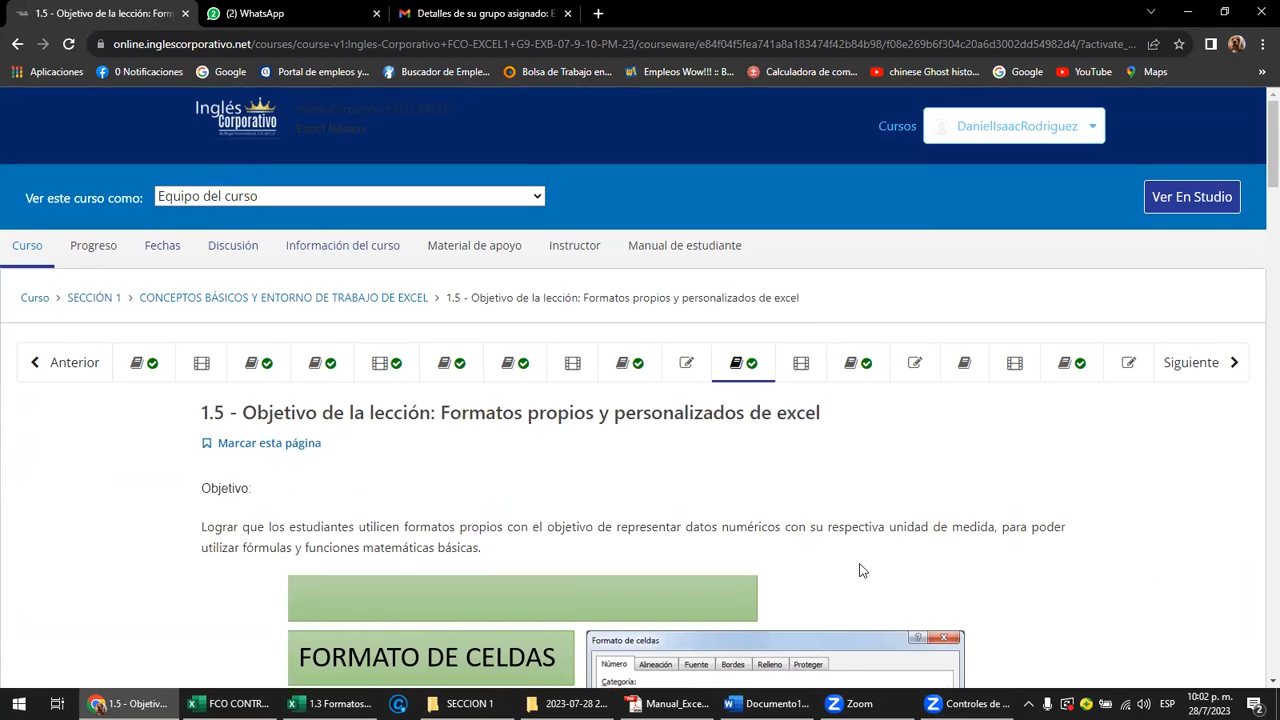 1.5 - Objetivo de la lección: For
(2) WhatsApp
Detalles de su grupo asignado: E
online.inglescorporativo.net/courses/course-v1:Ingles-Corporativo+FCO-EXCEL1+G9-EXB-07-9-10-PM-23/courseware/e84f04f5fea741a8a183474f42b84b98/f08e269b6f304c20a6d3002dd54982d4/?activate_...
Aplicaciones
0 Notificaciones
Google
Portal de empleos y...
Buscador de Emple...
Bolsa de Trabajo en...
Empleos Wow!!! :: B...
Calculadora de com...
chinese Ghost histo...
Google
YouTube
Maps
Inglés
Corporativo
Excel Básico
Cursos
DanielIsaacRodriguez
Ver este curso como:
Equipo del curso
Ver En Studio
Curso
Progreso
Fechas
Discusión
Información del curso
Material de apoyo
Instructor
Manual de estudiante
Curso > SECCIÓN 1 > CONCEPTOS BÁSICOS Y ENTORNO DE TRABAJO DE EXCEL > 1.5 - Objetivo de la lección: Formatos propios y personalizados de excel
Anterior
Siguiente
1.5 - Objetivo de la lección: Formatos propios y personalizados de excel
Marcar esta página
Objetivo:
Lograr que los estudiantes utilicen formatos propios con el objetivo de representar datos numéricos con su respectiva unidad de medida, para poder
utilizar fórmulas y funciones matemáticas básicas.
FORMATO DE CELDAS
Formato de celdas
Número
Alineación
Fuente
Bordes
Relleno
Proteger
Categoría:
1.5 - Objetiv...
FCOCONTR...
1.3 Formatos...
SECCION 1
2023-07-28 2...
Manual_Exce...
Documento1...
Zoom
Controles de ...
ESP
10:02 p. m.
28/7/2023